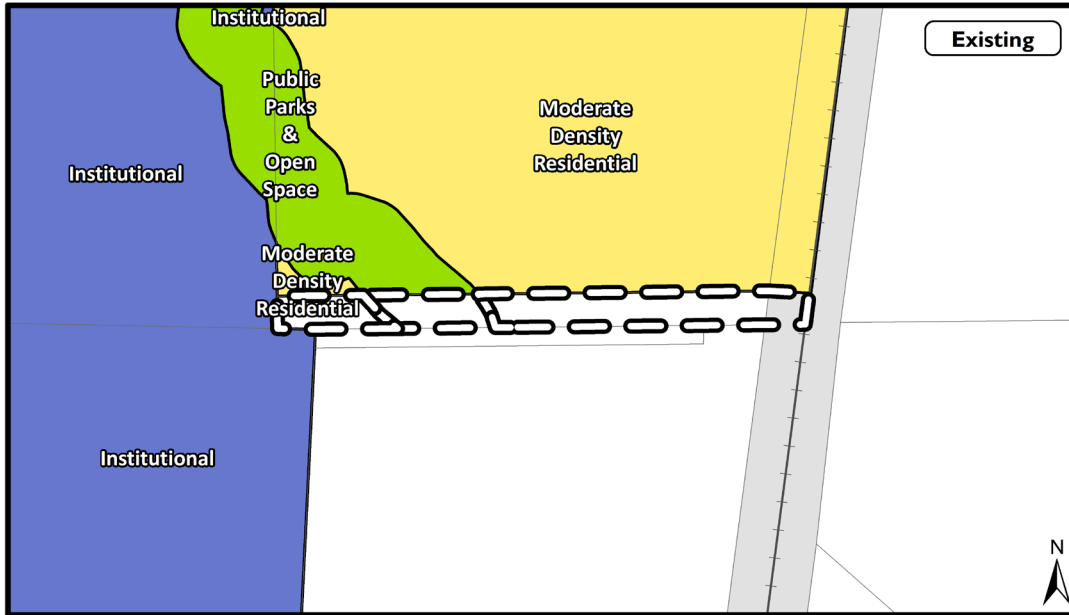 Institutional
Existing
Public
Parks
&
Open
Space
Moderate
Density
Residential
Institutional
Moderate
Density
Residential
Institutional
N